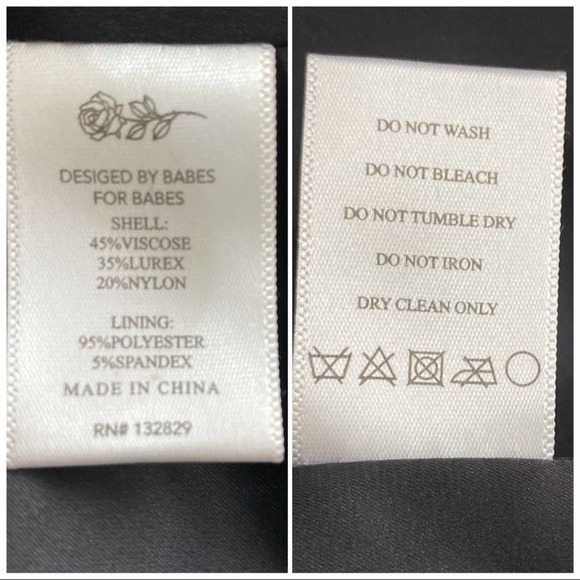 DESIGED BY BABES
FOR BABES
SHELL:
45%VISCOSE
35%LUREX
20%NYLON
LINING:
95%POLYESTER
5%SPANDEX
MADE IN CHINA
RN# 132829
DO NOT WASH
DO NOT BLEACH
DO NOT TUMBLE DRY
DO NOT IRON
DRY CLEAN ONLY